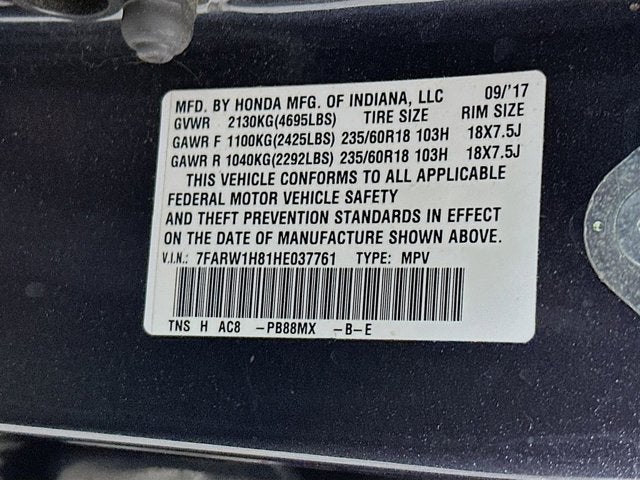 MFD. BY HONDA MFG. OF INDIANA, LLC 09/'17
GVWR 2130KG(4695LBS) TIRE SIZE RIM SIZE
GAWR F 1100KG(2425LBS) 235/60R18 103H 18X7.5J
GAWR R 1040KG(2292LBS) 235/60R18 103H 18X7.5J
THIS VEHICLE CONFORMS TO ALL APPLICABLE
FEDERAL MOTOR VEHICLE SAFETY
AND THEFT PREVENTION STANDARDS IN EFFECT
ON THE DATE OF MANUFACTURE SHOWN ABOVE.
V.I.N.: 7FARW1H81HE037761 TYPE: MPV
TNS H AC8 -PB88MX -B-E